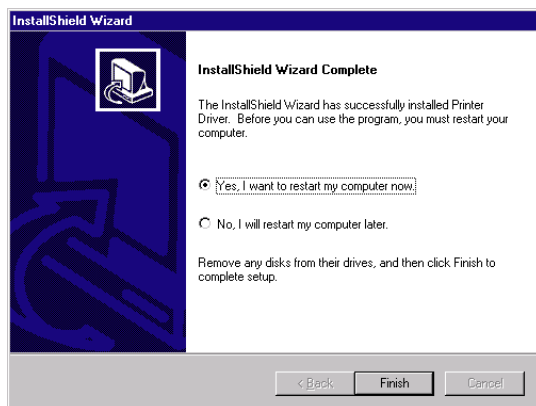 InstallShield Wizard
InstallShield Wizard Complete
The InstallShield Wizard has successfully installed Printer
Driver. Before you can use the program, you must restart your
computer.
Yes, I want to restart my computer now.
No, I will restart my computer later.
Remove any disks from their drives, and then click Finish to
complete setup.
< Back Finish Cancel